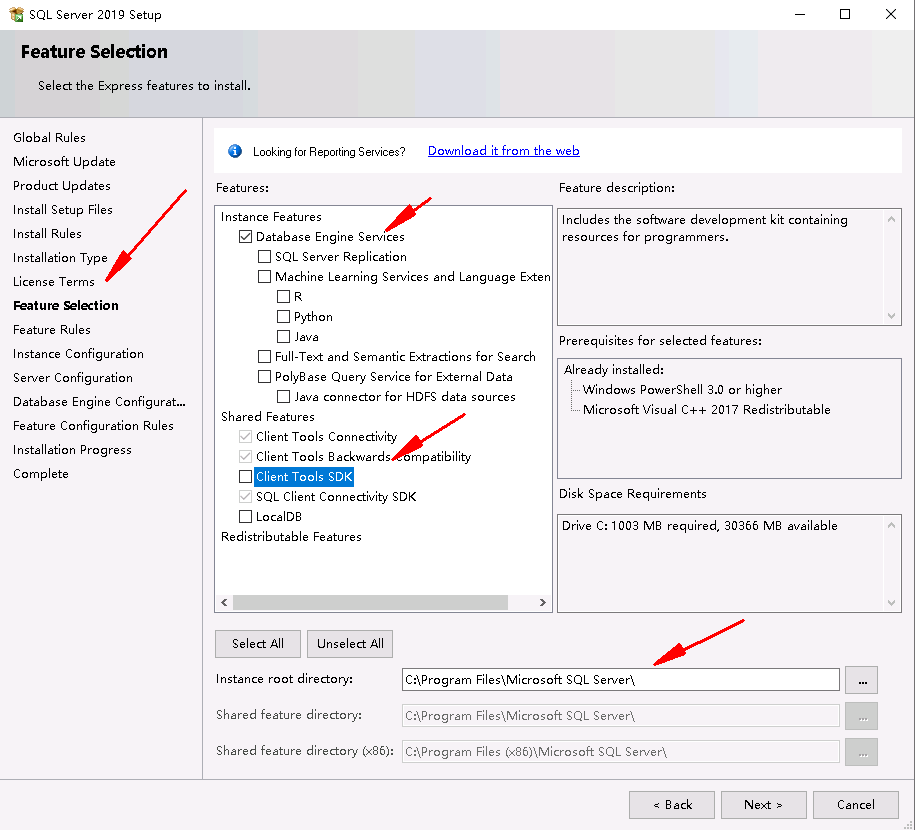 SQL Server 2019 Setup
Feature Selection
Select the Express features to install.
Global Rules
Microsoft Update
Product Updates
Install Setup Files
Install Rules
Installation Type
License Terms
Feature Selection
Feature Rules
Instance Configuration
Server Configuration
Database Engine Configurat...
Feature Configuration Rules
Installation Progress
Complete
Looking for Reporting Services? Download it from the web
Features:
Instance Features
Database Engine Services
SQL Server Replication
Machine Learning Services and Language Exten
R
Python
Java
Full-Text and Semantic Extractions for Search
PolyBase Query Service for External Data
Java connector for HDFS data sources
Shared Features
Client Tools Connectivity
Client Tools Backwards Compatibility
Client Tools SDK
SQL Client Connectivity SDK
LocalDB
Redistributable Features
Feature description:
Includes the software development kit containing
resources for programmers.
Prerequisites for selected features:
Already installed:
Windows PowerShell 3.0 or higher
Microsoft Visual C++ 2017 Redistributable
Disk Space Requirements
Drive C: 1003 MB required, 30366 MB available
Select All
Unselect All
Instance root directory: C:\Program Files\Microsoft SQL Server\ ...
Shared feature directory: C:\Program Files\Microsoft SQL Server\ ...
Shared feature directory (x86): C:\Program Files (x86)\Microsoft SQL Server\ ...
< Back
Next >
Cancel